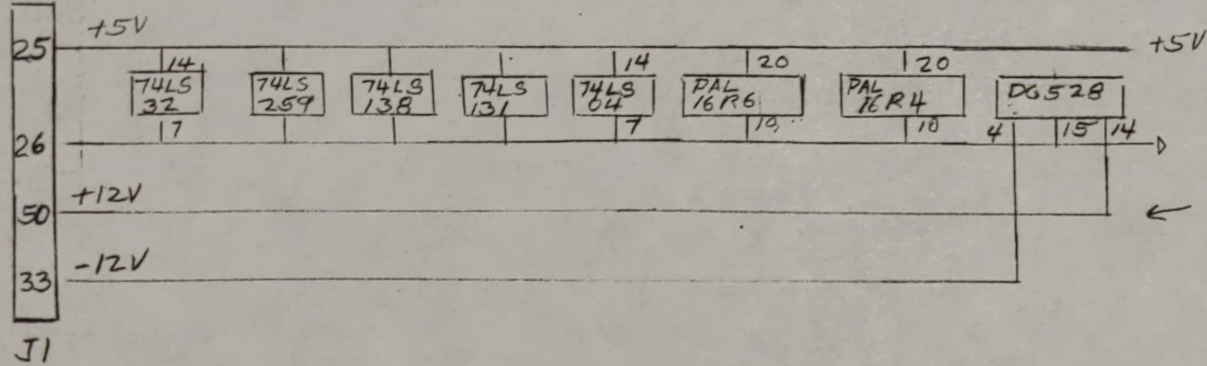 25 +5V +5V
14 14 20 20
74LS 74LS 74LS 74LS 74LS PAL PAL DG528
32 259 138 131 04 16R6 16R4
7 7 10 10 4 15 14
26
50 +12V
33 -12V
J1